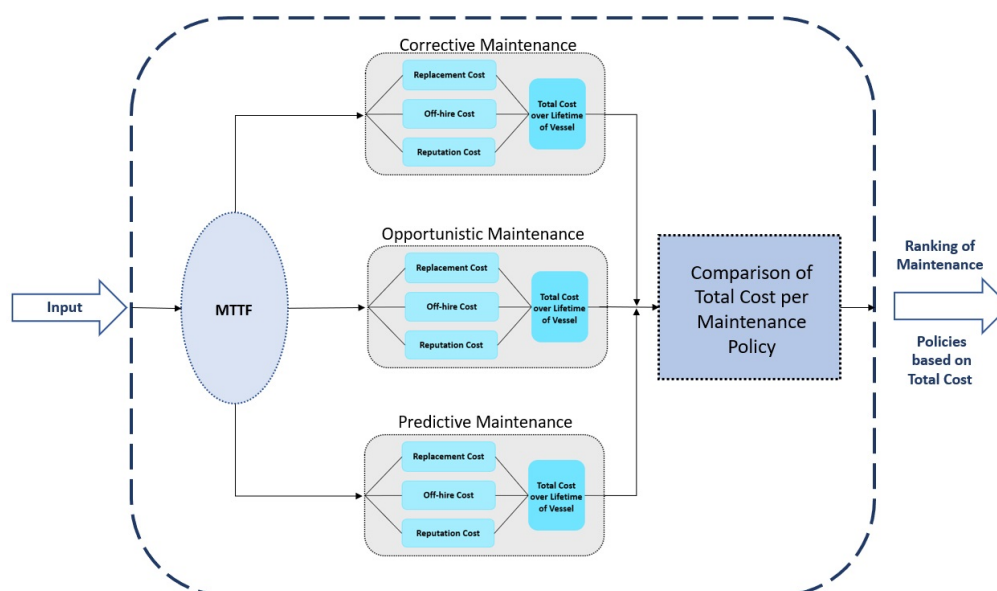 Corrective Maintenance
Replacement Cost
Off-hire Cost
Reputation Cost
Total Cost
over Lifetime
of Vessel
Opportunistic Maintenance
Replacement Cost
Off-hire Cost
Reputation Cost
Total Cost
over Lifetime
of Vessel
Predictive Maintenance
Replacement Cost
Off-hire Cost
Reputation Cost
Total Cost
over Lifetime
of Vessel
Input
MTTF
Comparison of
Total Cost per
Maintenance
Policy
Ranking of
Maintenance
Policies
based on
Total Cost